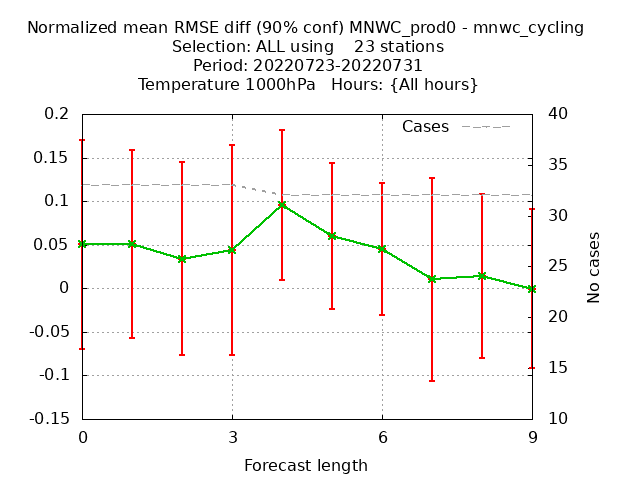 Normalized mean RMSE diff (90% conf) MNWC_prod0 - mnwc_cycling
Selection: ALL using    23 stations
Period: 20220723-20220731
Temperature 1000hPa   Hours: {All hours}
Cases
0.2
0.15
0.1
0.05
0
-0.05
-0.1
-0.15
40
35
30
25
20
15
10
No cases
0 3 6 9
Forecast length